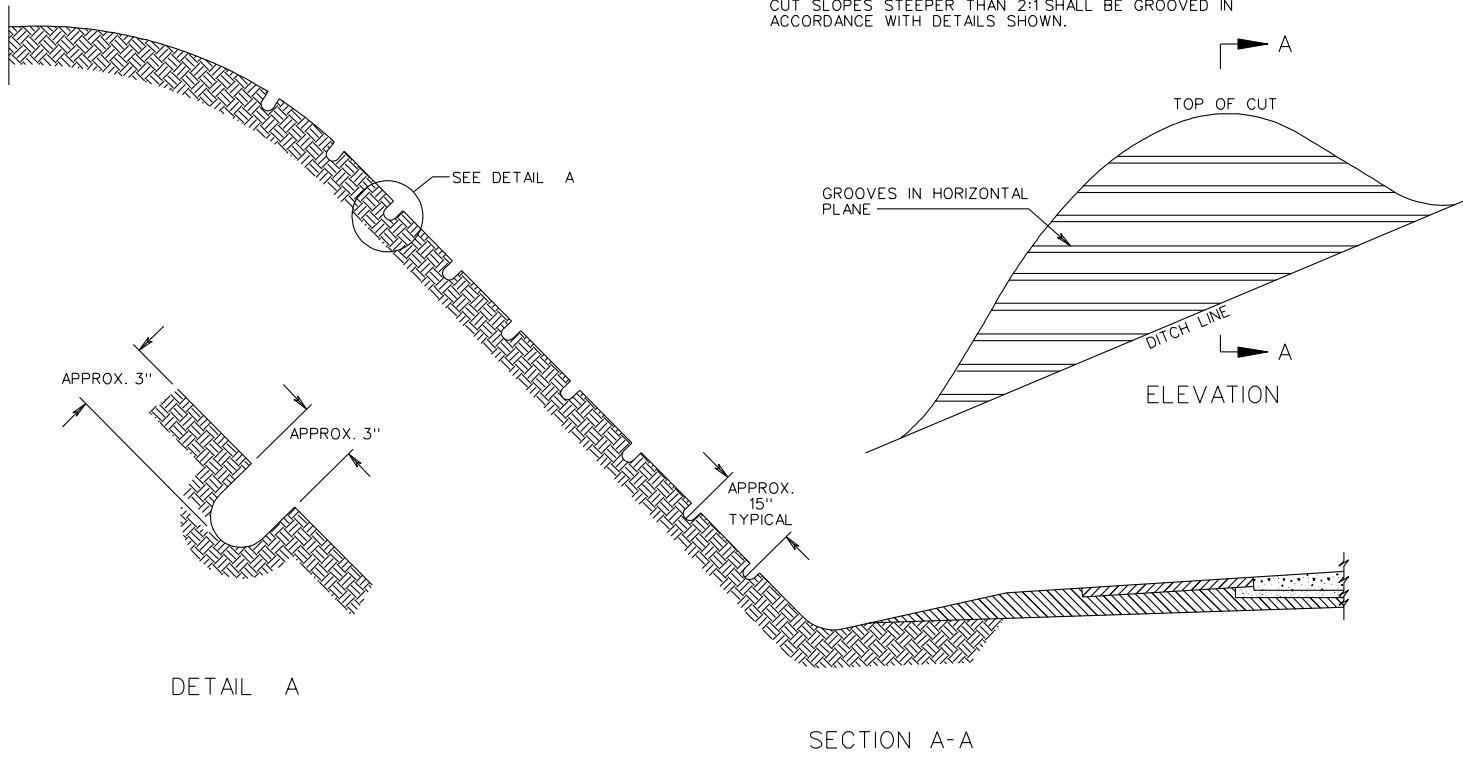 CUT SLOPES STEEPER THAN 2:1 SHALL BE GROOVED IN
ACCORDANCE WITH DETAILS SHOWN.
A
TOP OF CUT
SEE DETAIL A
GROOVES IN HORIZONTAL
PLANE
DITCH LINE
A
ELEVATION
APPROX. 3"
APPROX. 3"
APPROX.
15"
TYPICAL
DETAIL A
SECTION A-A